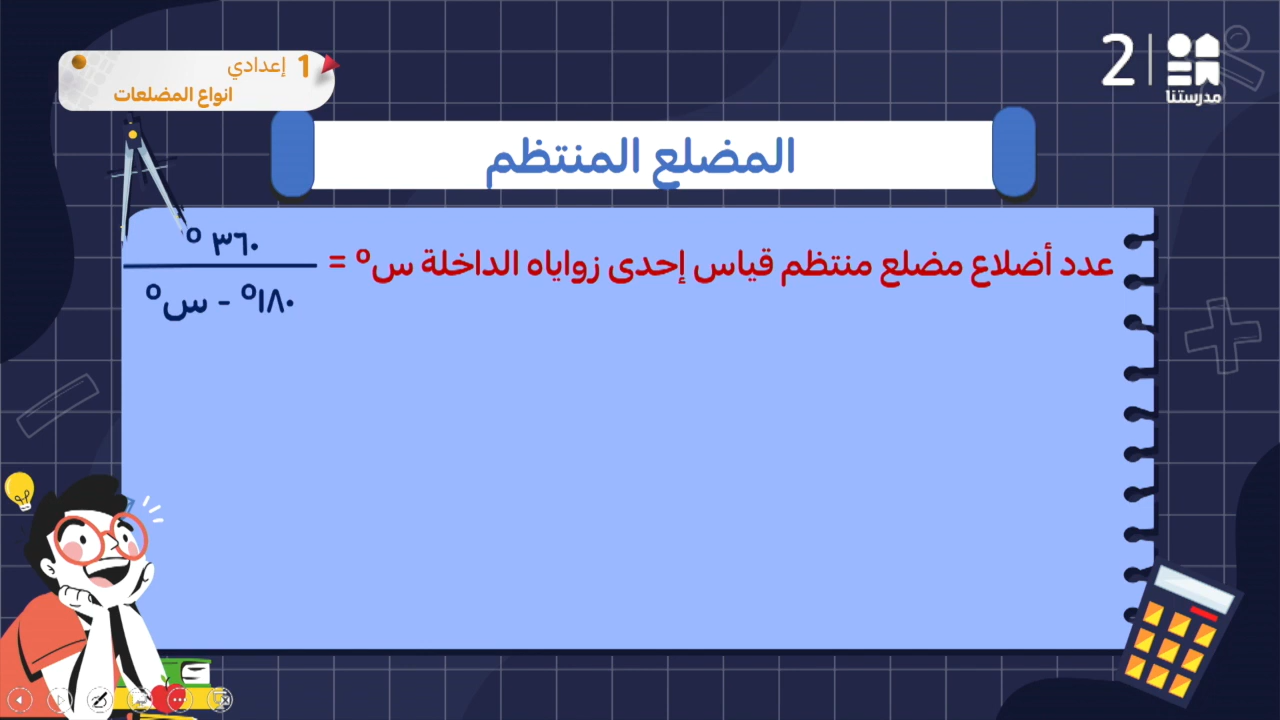 2 | مدرستنا
1 إعدادي
انواع المضلعات
المضلع المنتظم
عدد أضلاع مضلع منتظم قياس إحدى زواياه الداخلة س° =
٣٦٠ °
١٨٠° - س°